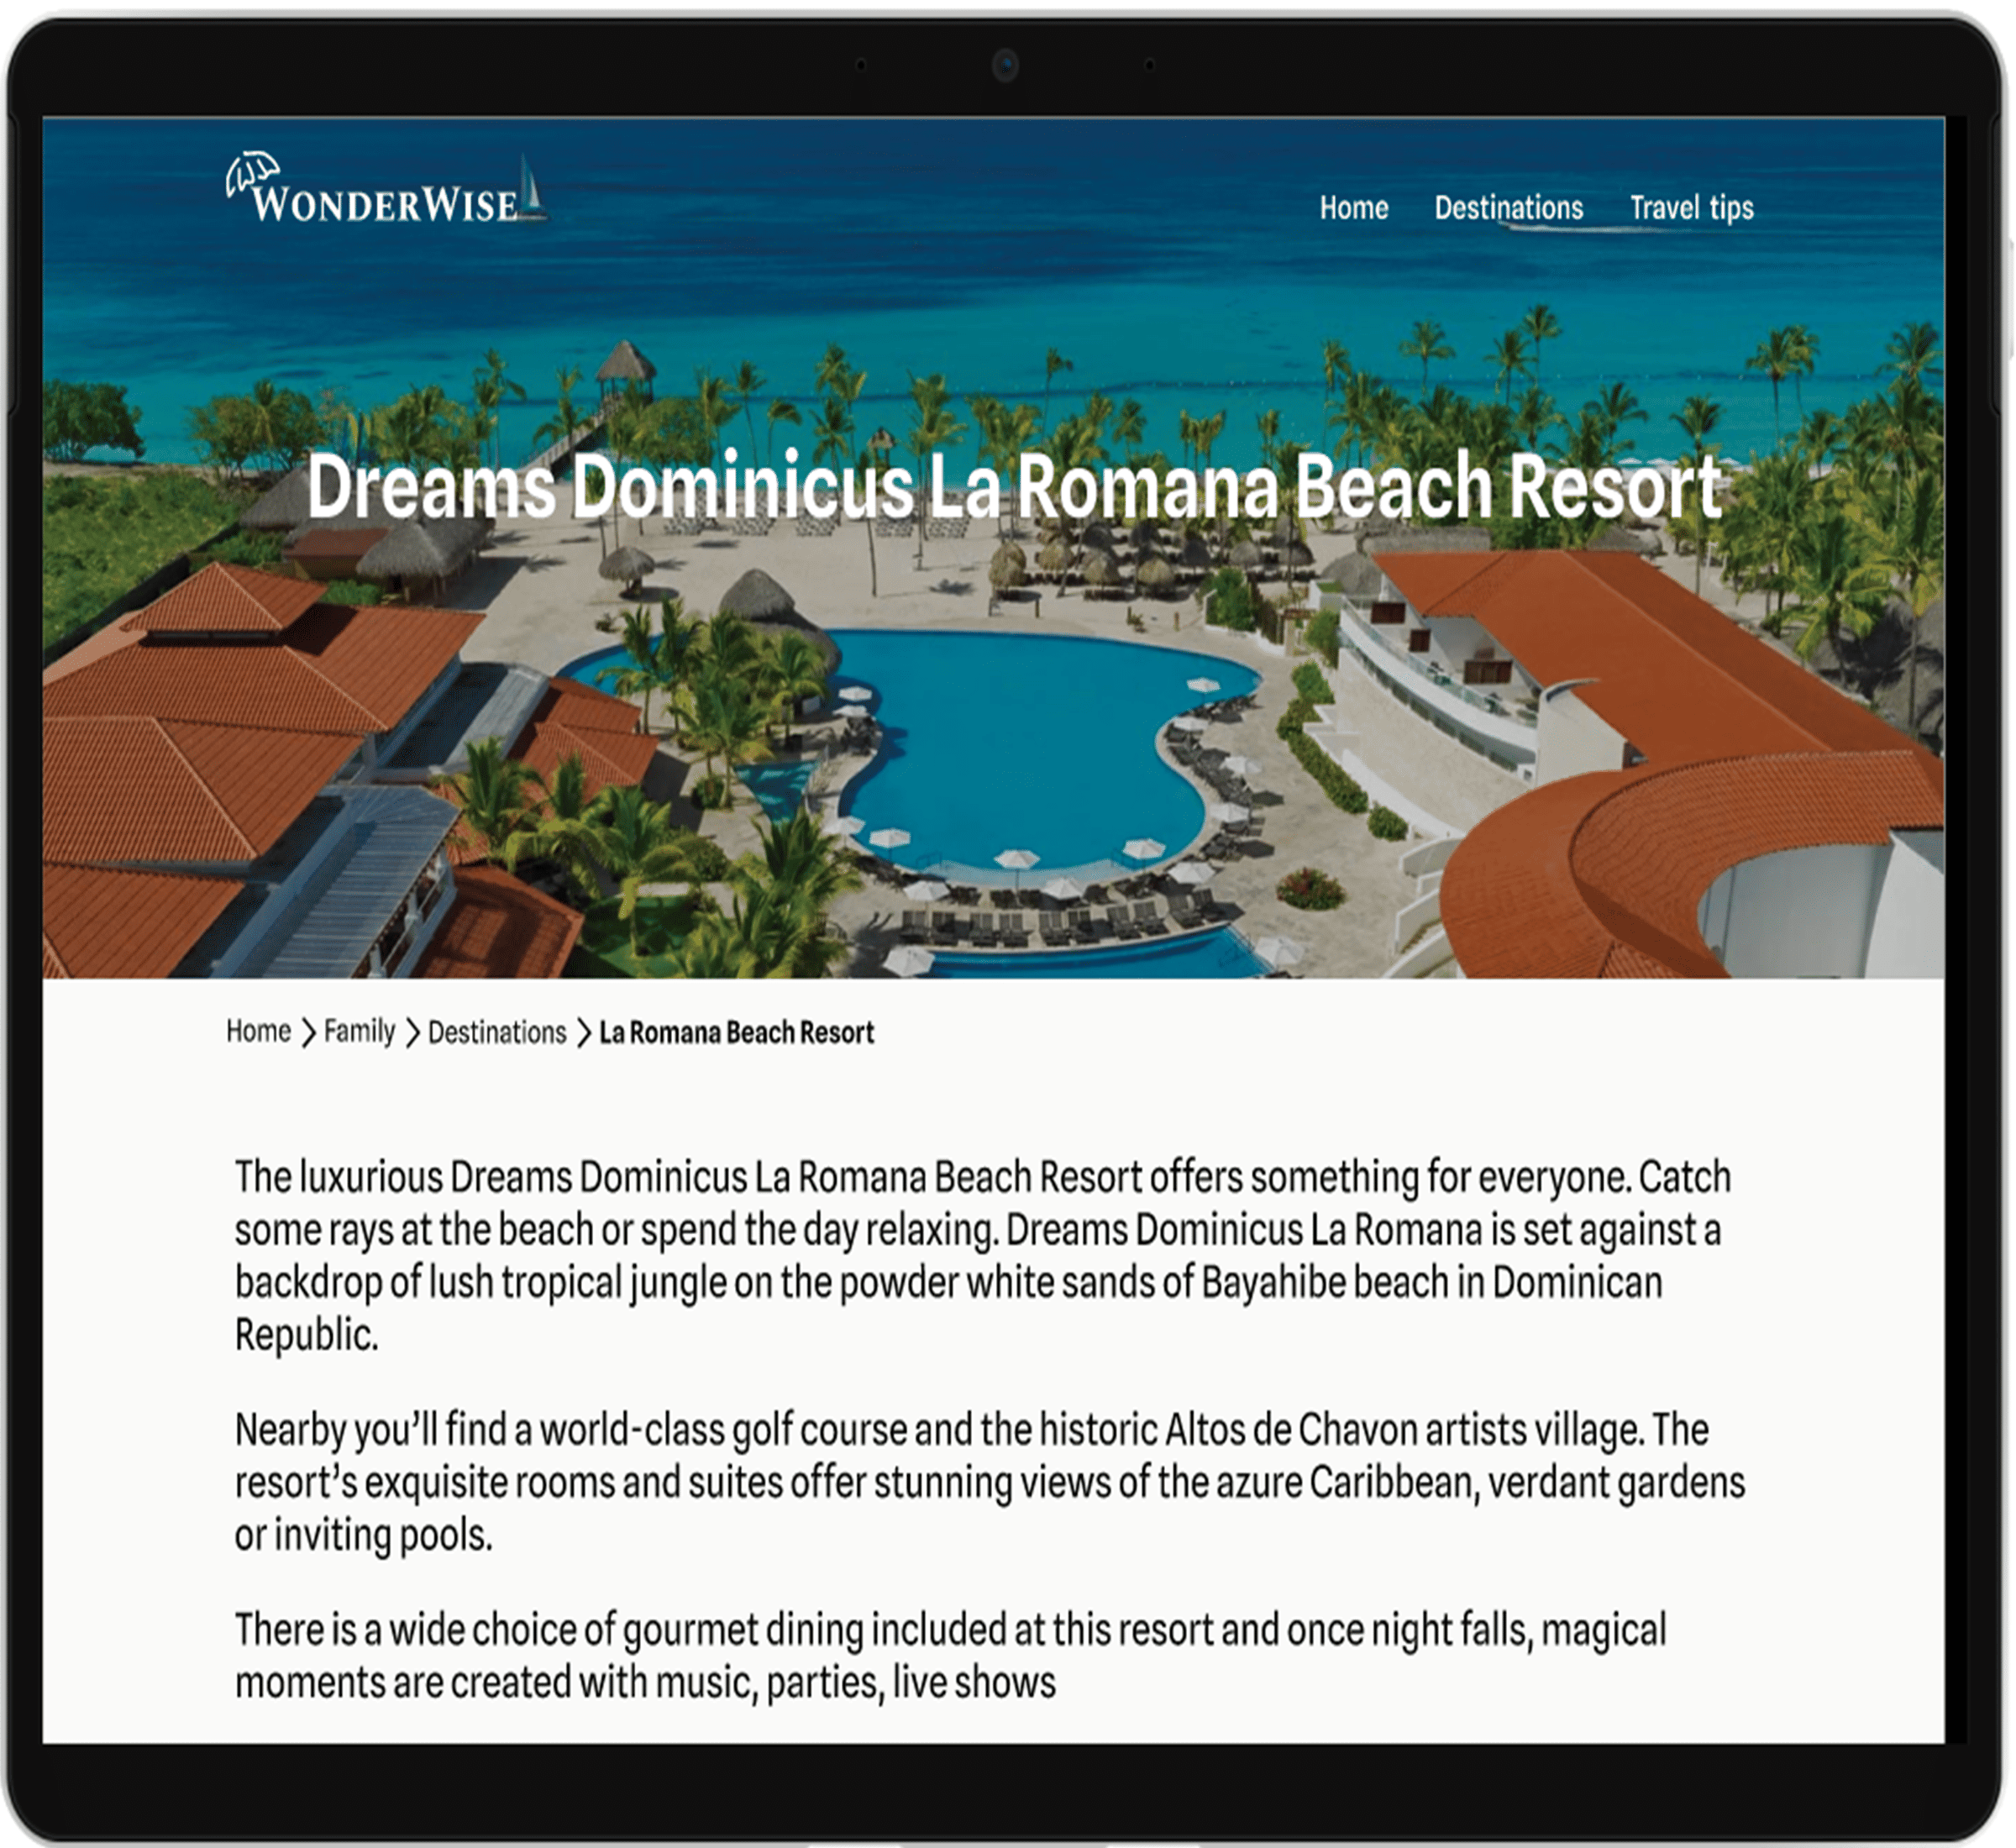 WONDERWISE
Home Destinations Travel tips
Dreams Dominicus La Romana Beach Resort
Home > Family > Destinations > La Romana Beach Resort
The luxurious Dreams Dominicus La Romana Beach Resort offers something for everyone. Catch
some rays at the beach or spend the day relaxing. Dreams Dominicus La Romana is set against a
backdrop of lush tropical jungle on the powder white sands of Bayahibe beach in Dominican
Republic.
Nearby you’ll find a world-class golf course and the historic Altos de Chavon artists village. The
resort’s exquisite rooms and suites offer stunning views of the azure Caribbean, verdant gardens
or inviting pools.
There is a wide choice of gourmet dining included at this resort and once night falls, magical
moments are created with music, parties, live shows